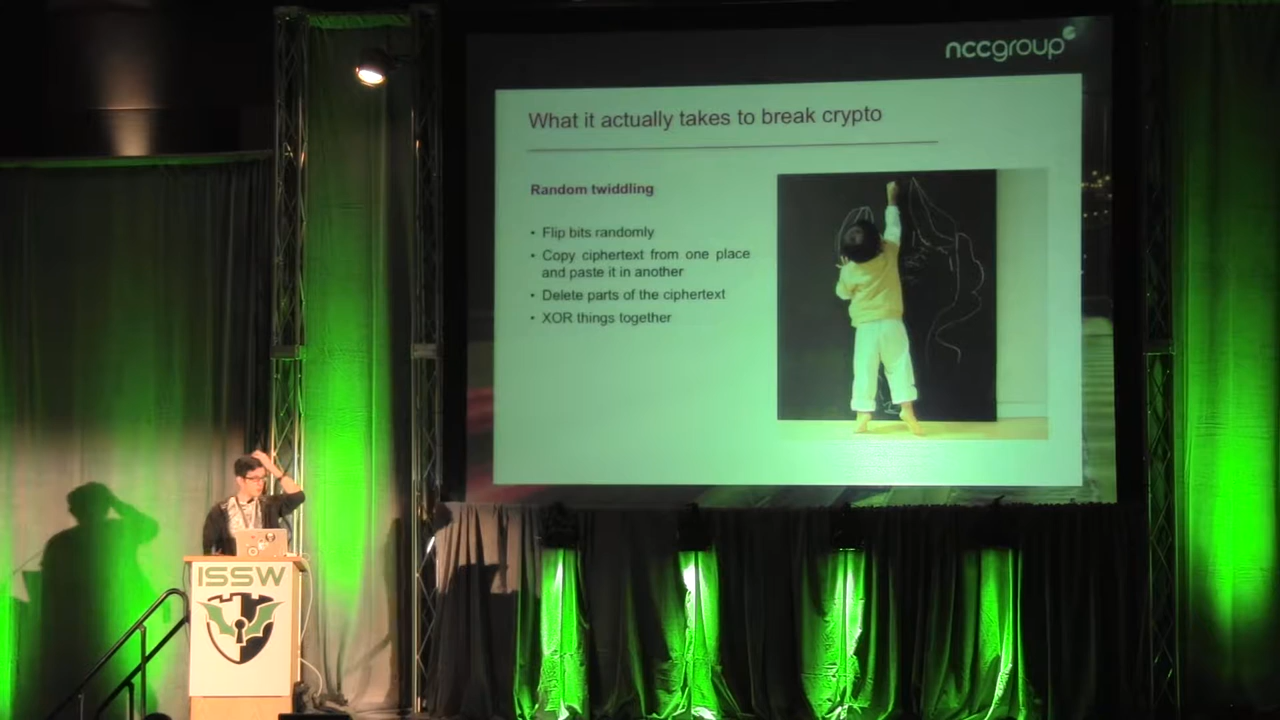 nccgroup
What it actually takes to break crypto
Random twiddling
• Flip bits randomly
• Copy ciphertext from one place
and paste it in another
• Delete parts of the ciphertext
• XOR things together
ISSW